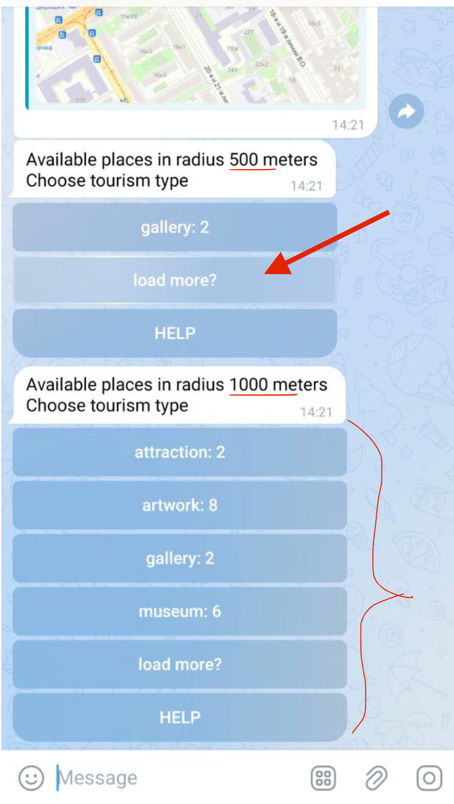 14:21
Available places in radius 500 meters
Choose tourism type
14:21
gallery: 2
load more?
HELP
Available places in radius 1000 meters
Choose tourism type
14:21
attraction: 2
artwork: 8
gallery: 2
museum: 6
load more?
HELP
Message